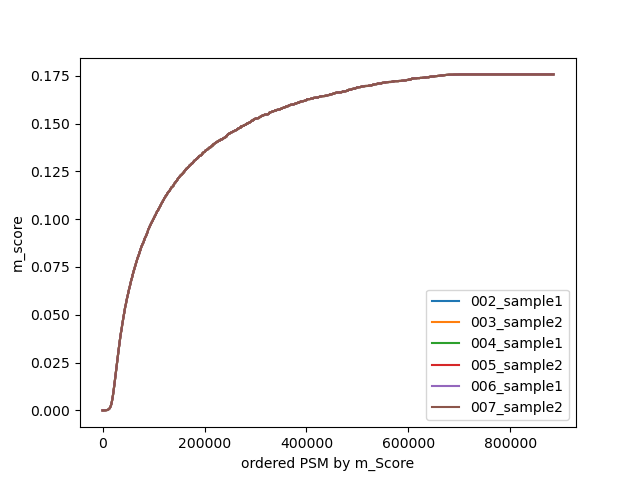 0.175
0.150
0.125
0.100
0.075
0.050
0.025
0.000
m_score
0 200000 400000 600000 800000
ordered PSM by m_Score
002_sample1
003_sample2
004_sample1
005_sample2
006_sample1
007_sample2